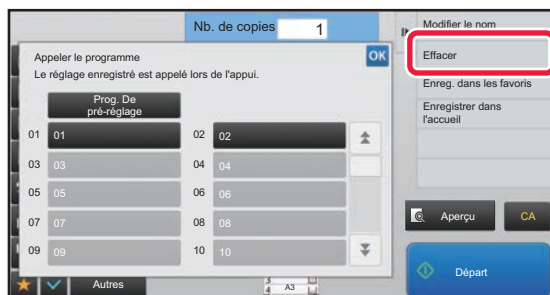 Nb. de copies 1
Modifier le nom
Appeler le programme
OK
Effacer
Le réglage enregistré est appelé lors de l'appui.
Enreg. dans les favoris
Prog. De
pré-réglage
Enregistrer dans
l'accueil
01 01 02 02
03 03 04 04
05 05 06 06
07 07 08 08
09 09 10 10
Aperçu CA
Départ
Autres
3
4 A3